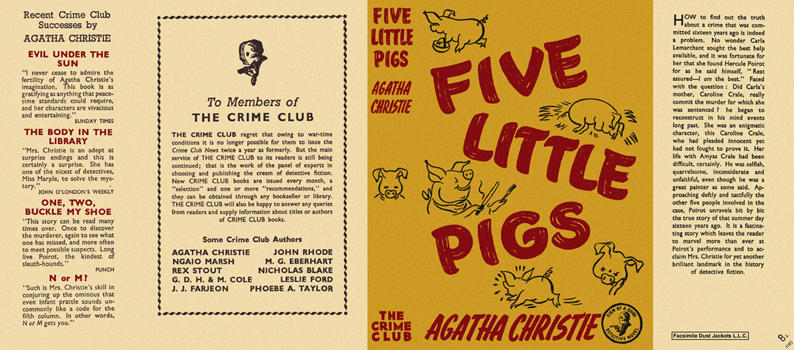 Recent Crime Club
Successes by
AGATHA CHRISTIE
EVIL UNDER THE
SUN
"I never cease to admire the
fertility of Agatha Christie's
imagination. This book is as
gratifying as anything that peace-
time standards could require,
and her characters are vivacious
and entertaining."
SUNDAY TIMES
THE BODY IN THE
LIBRARY
"Mrs. Christie is an adept at
surprise endings and this is
certainly a surprise. She has
one of the nicest of detectives,
Miss Marple, to solve the mys-
tery."
JOHN O'LONDON'S WEEKLY
ONE, TWO,
BUCKLE MY SHOE
"This story can be read many
times over. Once to discover
the murderer, again to see what
one has missed, and more often
to meet possible suspects. Long
live Poirot, the kindest of
sleuth-hounds."
PUNCH
N or M?
"Such is Mrs. Christie's skill in
conjuring up the ominous that
even infant prattle sounds un-
commonly like a code for the
fifth column. In other words,
N or M gets you."
To Members of
THE CRIME CLUB
THE CRIME CLUB regret that owing to war-time
conditions it is no longer possible for them to issue the
Crime Club News twice a year as formerly. But the main
service of THE CRIME CLUB to its readers is still being
continued; that is the work of the panel of experts in
choosing and publishing the cream of detective fiction.
New CRIME CLUB books are issued every month, a
"selection" and one or more "recommendations," and
they can be obtained through any bookseller or library.
THE CRIME CLUB will also be happy to answer any queries
from readers and supply information about titles or authors
of CRIME CLUB books.
Some Crime Club Authors
AGATHA CHRISTIE JOHN RHODE
NGAIO MARSH M. G. EBERHART
REX STOUT NICHOLAS BLAKE
G. D. H. & M. COLE LESLIE FORD
J. J. FARJEON PHOEBE A. TAYLOR
FIVE
LITTLE
PIGS
AGATHA
CHRISTIE
THE
CRIME
CLUB
FIVE
LITTLE
PIGS
AGATHA CHRISTIE
SIGN OF A GOOD
DETECTIVE NOVEL
HOW to find out the truth
about a crime that was com-
mitted sixteen years ago is indeed
a problem. No wonder Carla
Lemarchant sought the best help
available, and it was fortunate for
her that she found Hercule Poirot
for as he said himself, "Rest
assured—I am the best." Faced
with the question: Did Carla's
mother, Caroline Crale, really
commit the murder for which she
was sentenced? he began to
reconstruct in his mind events
long past. She was an enigmatic
character, this Caroline Crale,
who had pleaded innocent yet
had not fought to prove it. Her
life with Amyas Crale had been
difficult, certainly. He was selfish,
quarrelsome, inconsiderate and
unfaithful, even though he was a
great painter as some said. Ap-
proaching deftly and tactfully the
other five people involved in the
case, Poirot unravels bit by bit
the true story of that summer day
sixteen years ago. It is a fascina-
ting story which leaves the reader
to marvel more than ever at
Poirot's performance and to ac-
claim Mrs. Christie for yet another
brilliant landmark in the history
of detective fiction.
Facsimile Dust Jackets L.L.C.